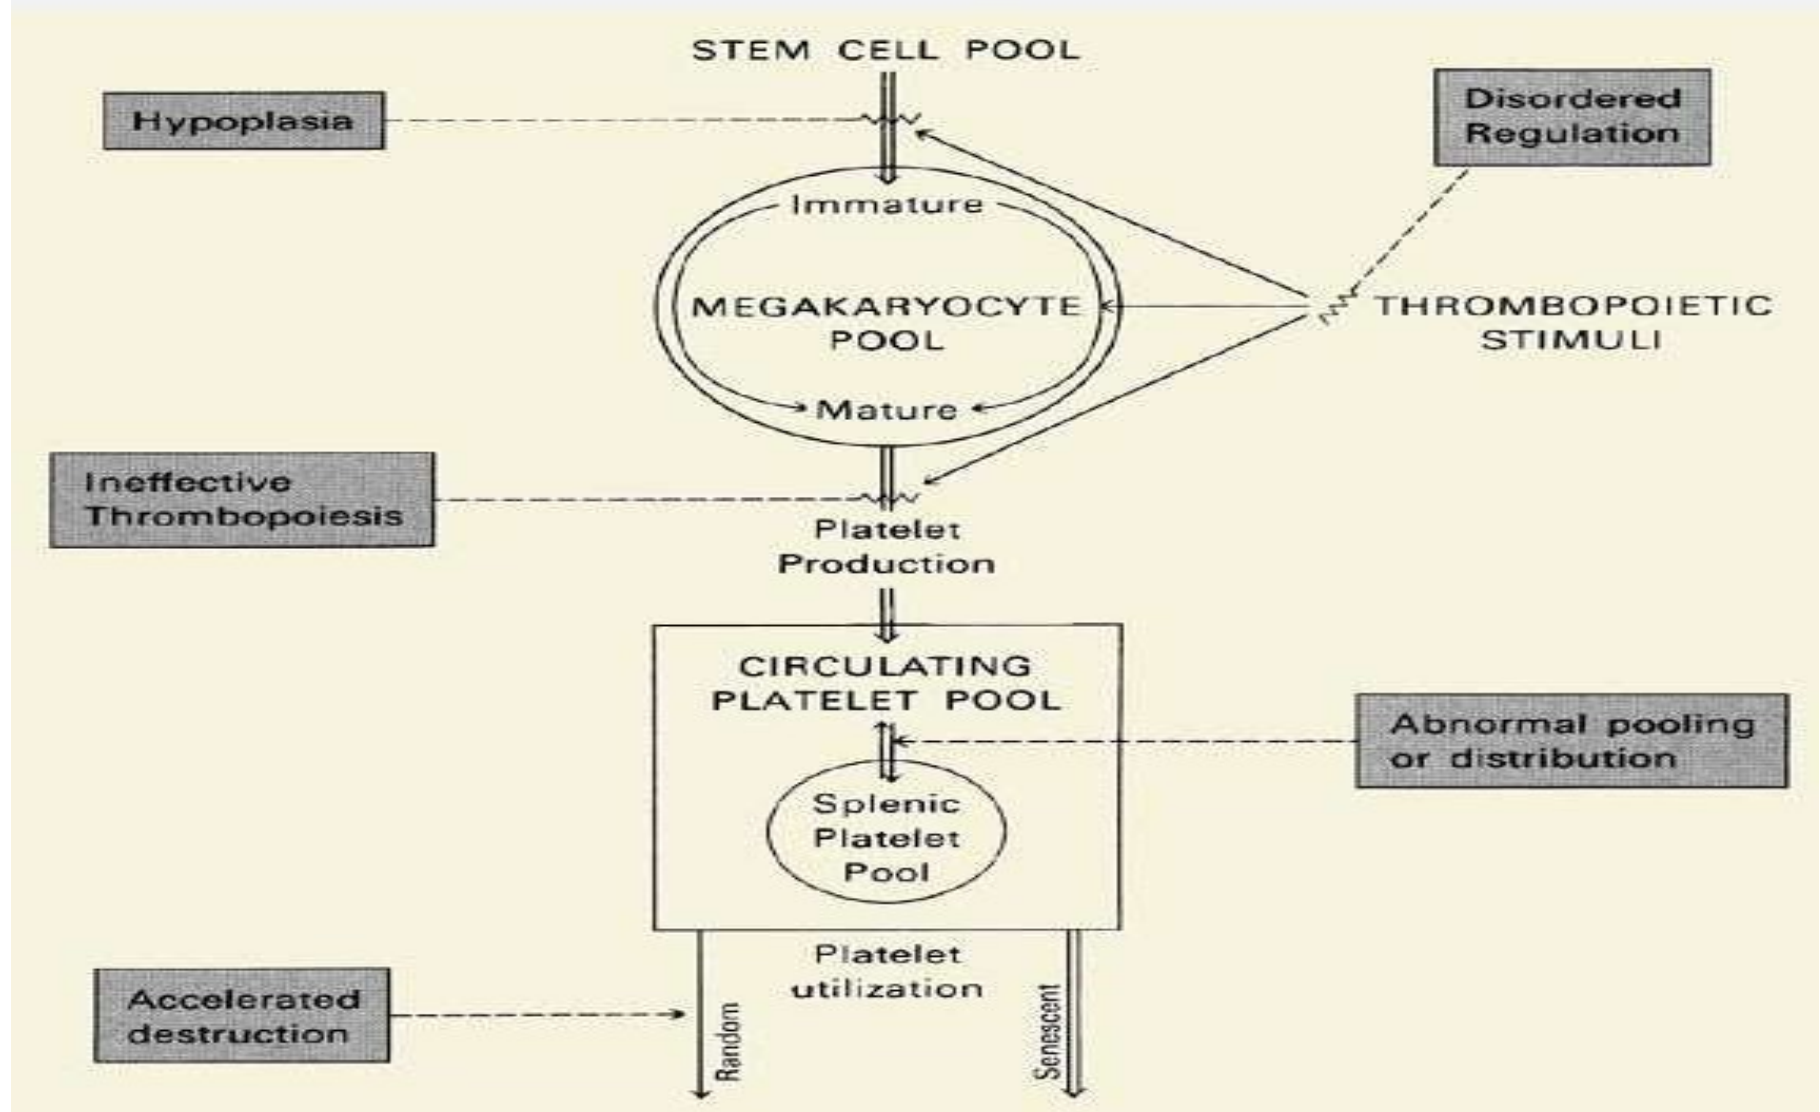 STEM CELL POOL
Hypoplasia
Disordered
Regulation
Immature
MEGAKARYOCYTE
POOL
THROMBOPOIETIC
STIMULI
Mature
Ineffective
Thrombopoiesis
Platelet
Production
CIRCULATING
PLATELET POOL
Abnormal pooling
or distribution
Splenic
Platelet
Pool
Platelet
utilization
Accelerated
destruction
Random
Senescent